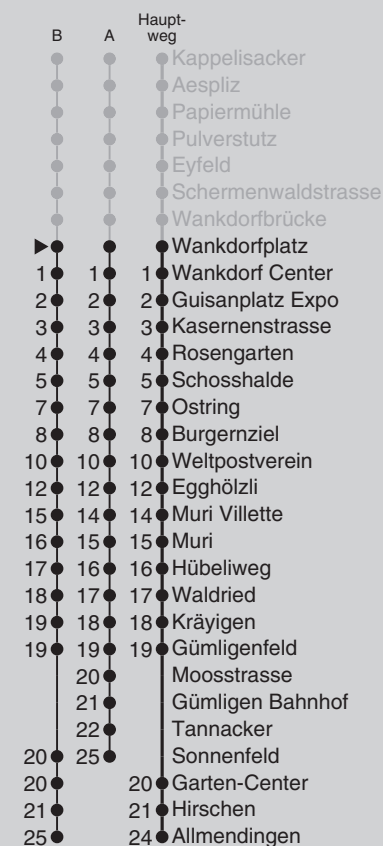 Haupt-
B A weg
Kappelisacker
Aespliz
Papiermühle
Pulverstutz
Eyfeld
Schermenwaldstrasse
Wankdorfbrücke
Wankdorfplatz
1 1 1 Wankdorf Center
2 2 2 Guisanplatz Expo
3 3 3 Kasernenstrasse
4 4 4 Rosengarten
5 5 5 Schosshalde
7 7 7 Ostring
8 8 8 Burgernziel
10 10 10 Weltpostverein
12 12 12 Egghölzli
15 14 14 Muri Villette
16 15 15 Muri
17 16 16 Hübeliweg
18 17 17 Waldried
19 18 18 Kräyigen
19 19 19 Gümligenfeld
20 Moosstrasse
21 Gümligen Bahnhof
22 Tannacker
20 25 Sonnenfeld
20 20 Garten-Center
21 21 Hirschen
25 24 Allmendingen